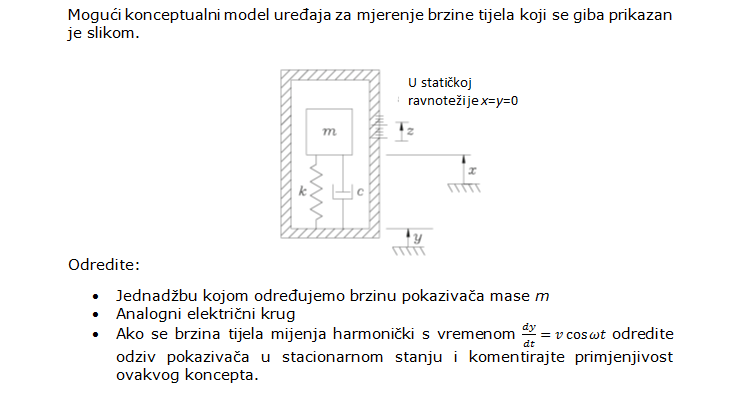 Mogući konceptualni model uređaja za mjerenje brzine tijela koji se giba prikazan
je slikom.
U statičkoj
ravnoteži je x=y=0
m
z
x
k
c
y
Odredite:
• Jednadžbu kojom određujemo brzinu pokazivača mase m
• Analogni električni krug
• Ako se brzina tijela mijenja harmonički s vremenom dy/dt = v cos ωt odredite
odziv pokazivača u stacionarnom stanju i komentirajte primjenjivost
ovakvog koncepta.